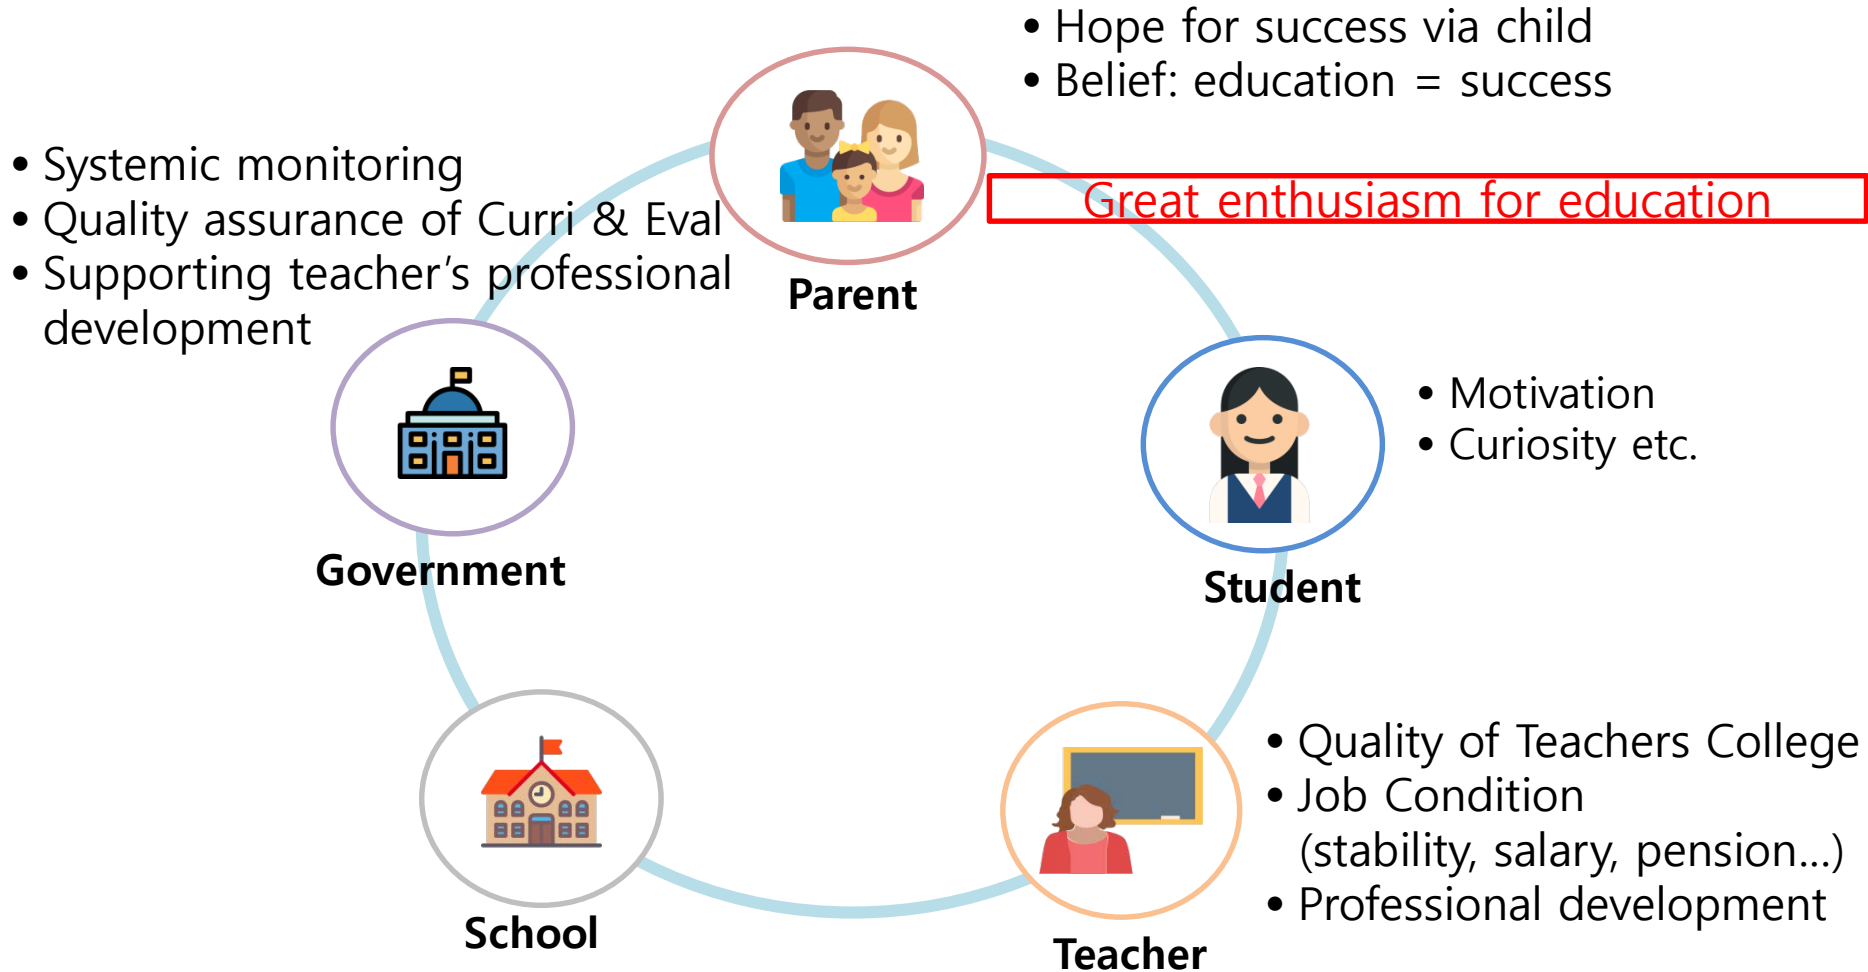 • Hope for success via child
• Belief: education = success
Great enthusiasm for education
Parent
• Systemic monitoring
• Quality assurance of Curri & Eval
• Supporting teacher's professional
development
Government
• Motivation
• Curiosity etc.
Student
• Quality of Teachers College
• Job Condition
(stability, salary, pension...)
• Professional development
Teacher
School